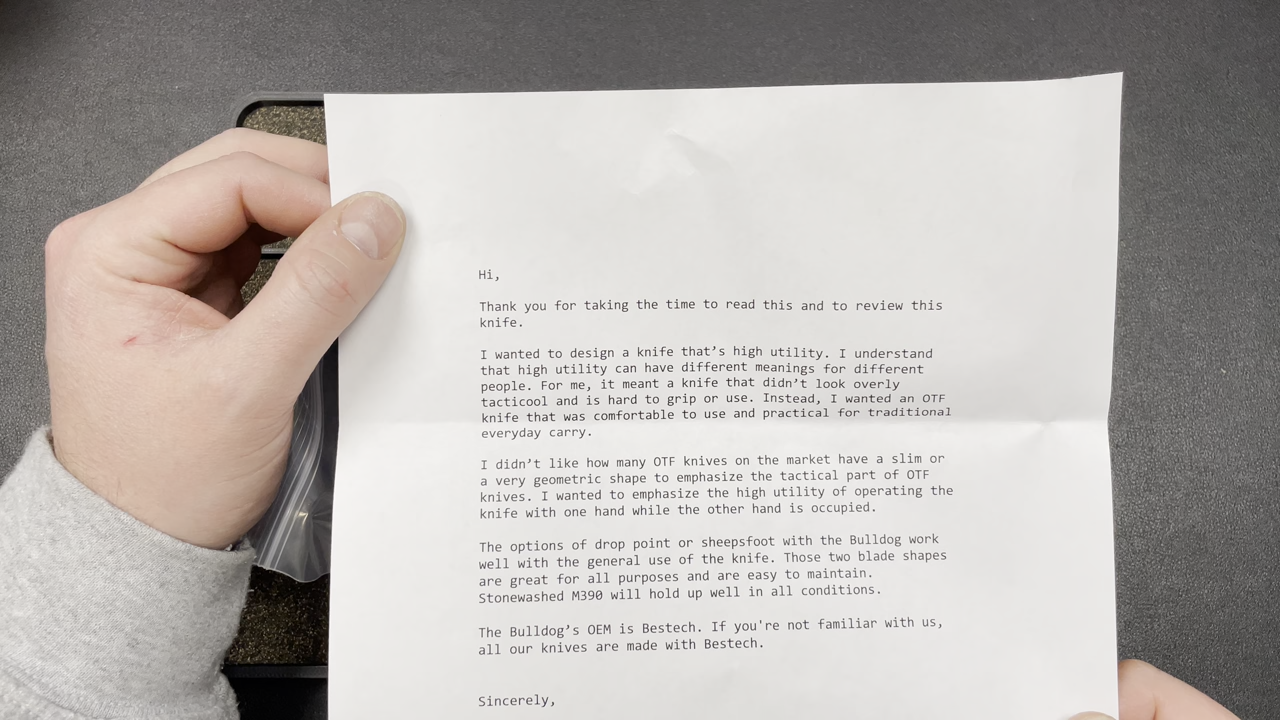 Hi,
Thank you for taking the time to read this and to review this
knife.
I wanted to design a knife that’s high utility. I understand
that high utility can have different meanings for different
people. For me, it meant a knife that didn’t look overly
tacticool and is hard to grip or use. Instead, I wanted an OTF
knife that was comfortable to use and practical for traditional
everyday carry.
I didn’t like how many OTF knives on the market have a slim or
a very geometric shape to emphasize the tactical part of OTF
knives. I wanted to emphasize the high utility of operating the
knife with one hand while the other hand is occupied.
The options of drop point or sheepsfoot with the Bulldog work
well with the general use of the knife. Those two blade shapes
are great for all purposes and are easy to maintain.
Stonewashed M390 will hold up well in all conditions.
The Bulldog’s OEM is Bestech. If you're not familiar with us,
all our knives are made with Bestech.
Sincerely,